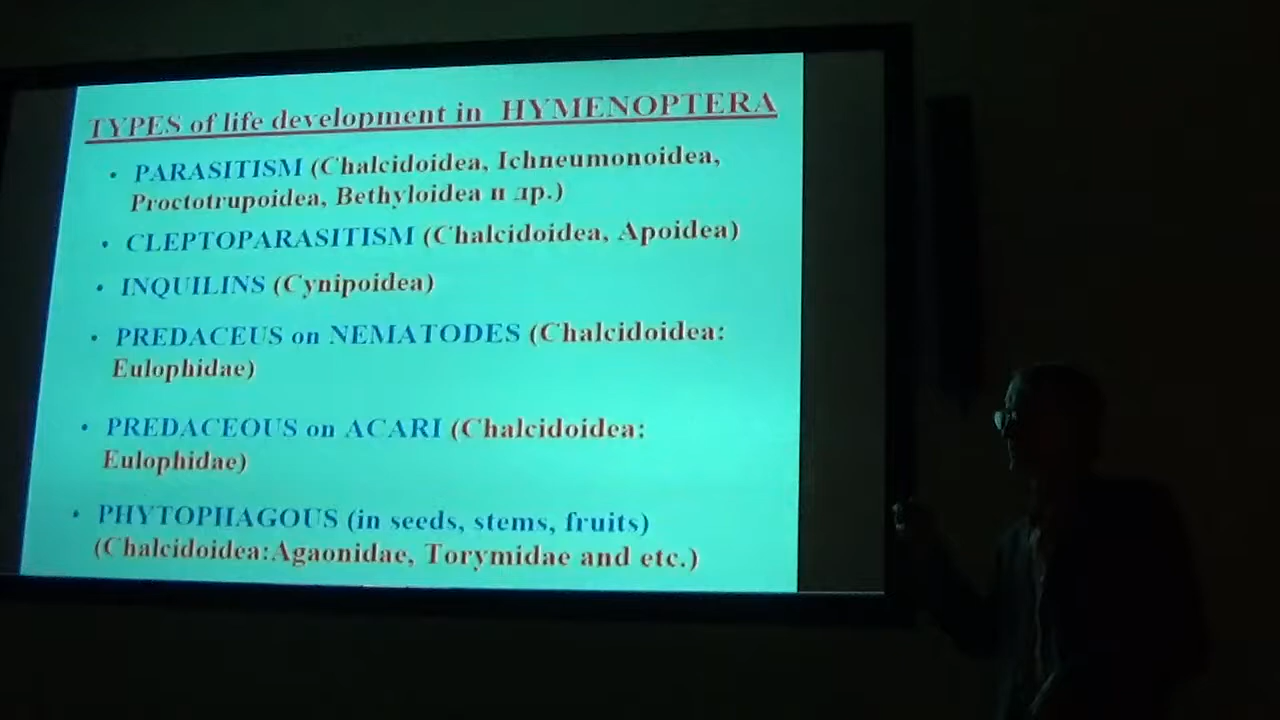 TYPES of life development in HYMENOPTERA
• PARASITISM (Chalcidoidea, Ichneumonoidea,
Proctotrupoidea, Bethyloidea и др.)
• CLEPTOPARASITISM (Chalcidoidea, Apoidea)
• INQUILINS (Cynipoidea)
• PREDACEUS on NEMATODES (Chalcidoidea:
Eulophidae)
• PREDACEOUS on ACARI (Chalcidoidea:
Eulophidae)
• PHYTOPHAGOUS (in seeds, stems, fruits)
(Chalcidoidea:Agaonidae, Torymidae and etc.)